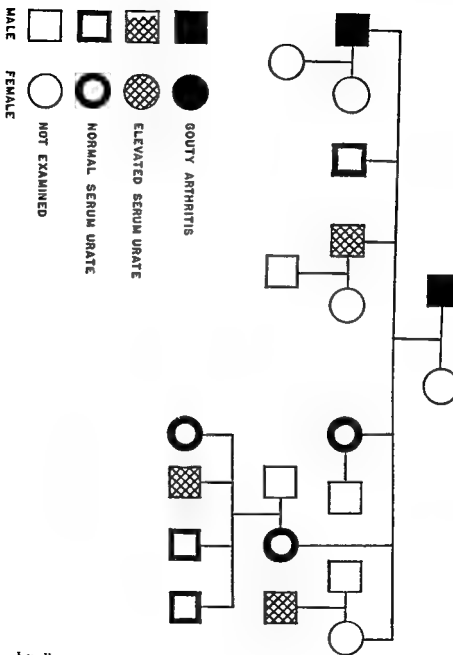 GOUTY ARTHRITIS
ELEVATED SERUM URATE
NORMAL SERUM URATE
NOT EXAMINED
MALE
FEMALE